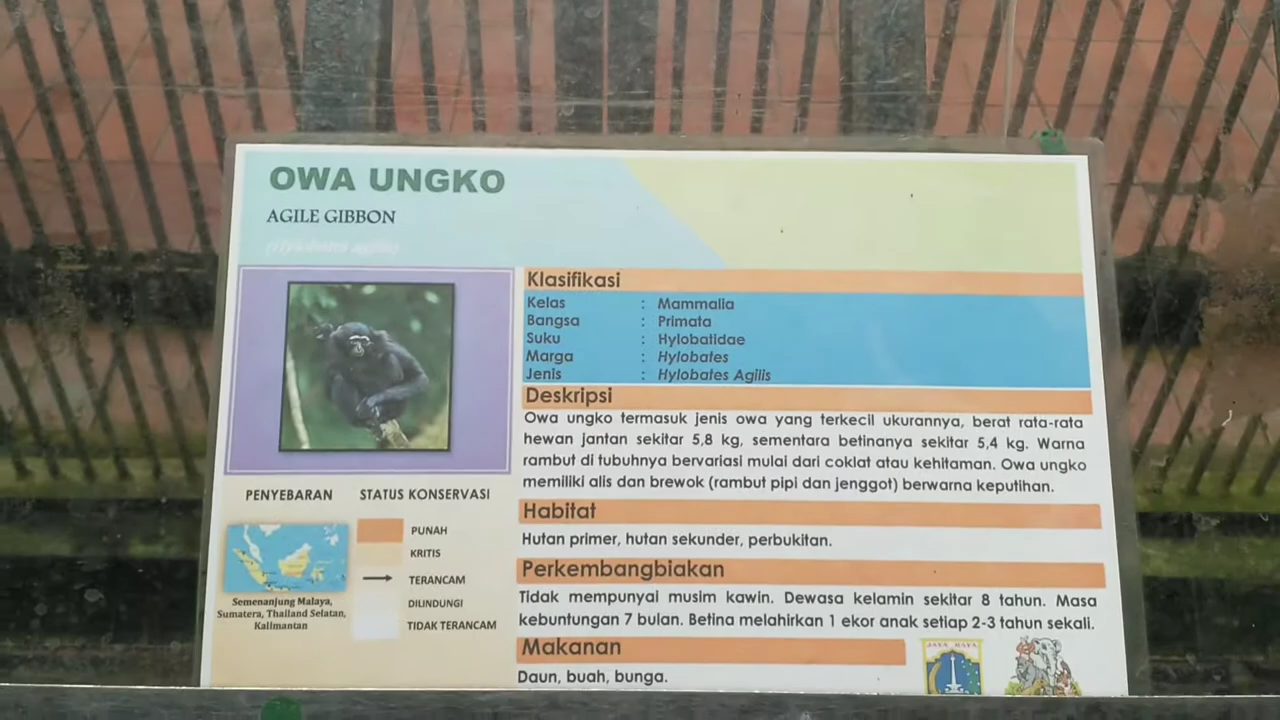 OWA UNGKO
AGILE GIBBON
(Hylobates agilis)
Klasifikasi
Kelas : Mammalia
Bangsa : Primata
Suku : Hylobatidae
Marga : Hylobates
Jenis : Hylobates Agilis
Deskripsi
Owa ungko termasuk jenis owa yang terkecil ukurannya, berat rata-rata
hewan jantan sekitar 5,8 kg, sementara betinanya sekitar 5,4 kg. Warna
rambut di tubuhnya bervariasi mulai dari coklat atau kehitaman. Owa ungko
memiliki alis dan brewok (rambut pipi dan jenggot) berwarna keputihan.
PENYEBARAN
Semenanjung Malaya,
Sumatera, Thailand Selatan,
Kalimantan
STATUS KONSERVASI
PUNAH
KRITIS
TERANCAM
DILINDUNGI
TIDAK TERANCAM
Habitat
Hutan primer, hutan sekunder, perbukitan.
Perkembangbiakan
Tidak mempunyai musim kawin. Dewasa kelamin sekitar 8 tahun. Masa
kebuntungan 7 bulan. Betina melahirkan 1 ekor anak setiap 2-3 tahun sekali.
Makanan
Daun, buah, bunga.
JAYA RAYA